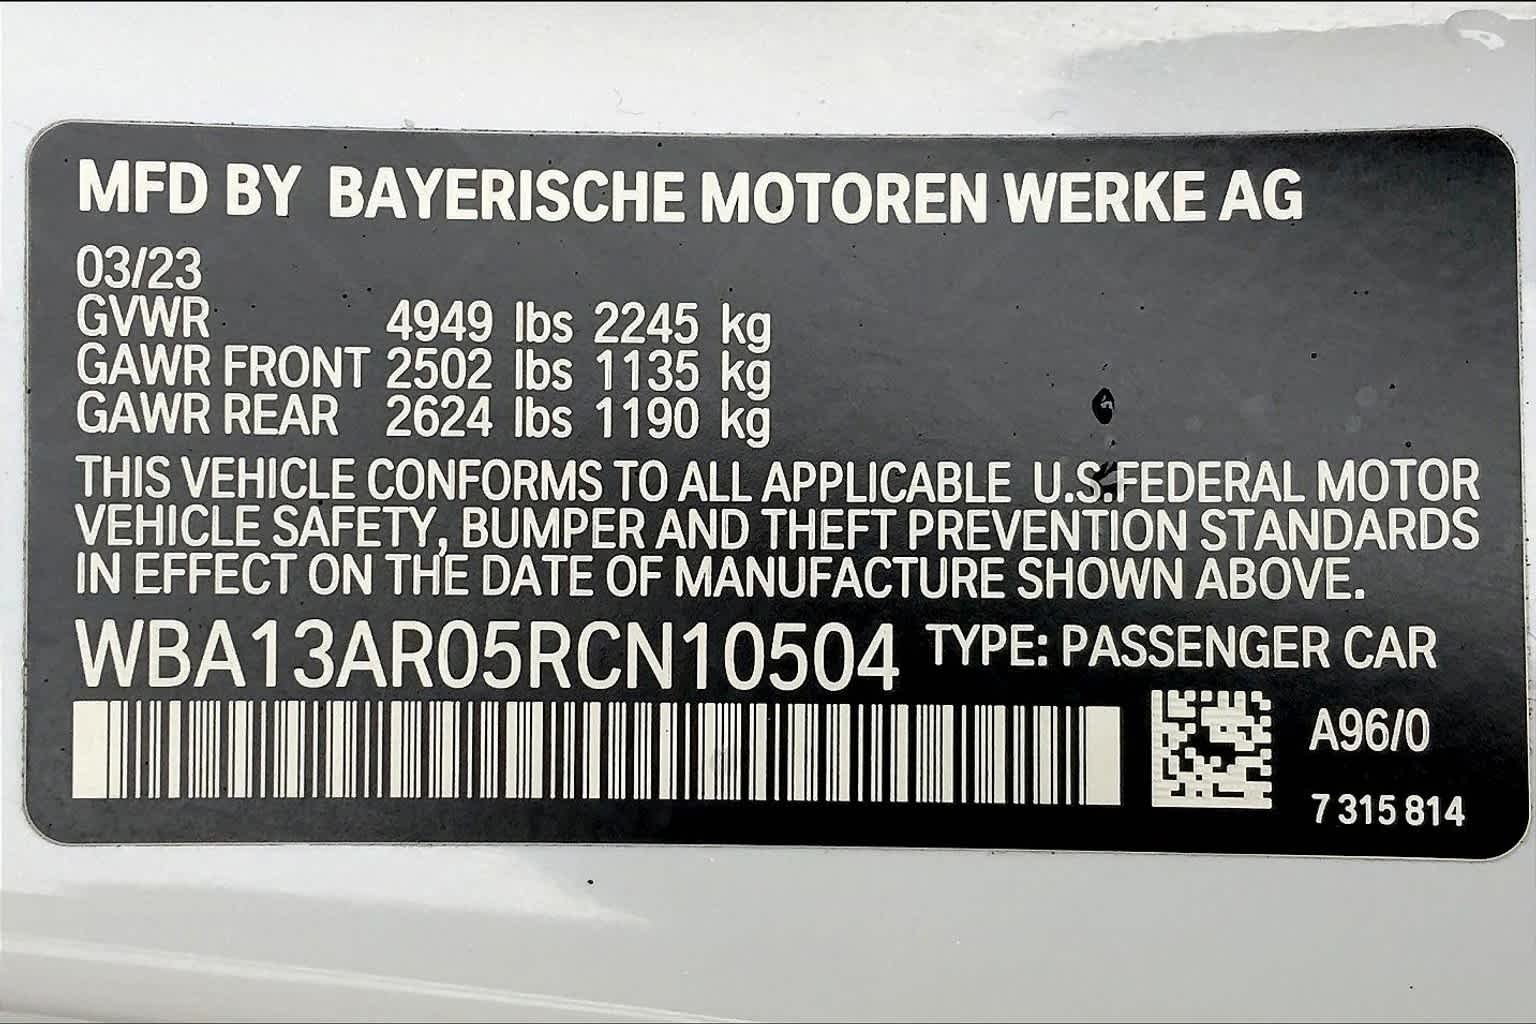 MFD BY BAYERISCHE MOTOREN WERKE AG
03/23
GVWR 4949 lbs 2245 kg
GAWR FRONT 2502 lbs 1135 kg
GAWR REAR 2624 lbs 1190 kg
THIS VEHICLE CONFORMS TO ALL APPLICABLE U.S. FEDERAL MOTOR
VEHICLE SAFETY, BUMPER AND THEFT PREVENTION STANDARDS
IN EFFECT ON THE DATE OF MANUFACTURE SHOWN ABOVE.
WBA13AR05RCN10504 TYPE: PASSENGER CAR
A96/0
7 315 814